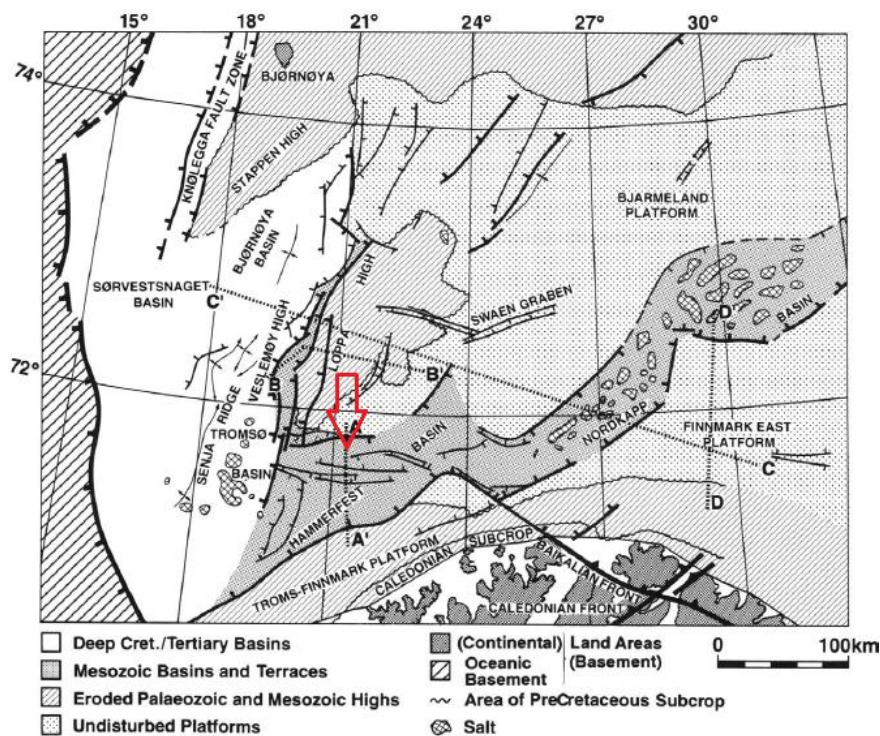 15° 18° 21° 24° 27° 30°
74°
BJØRNØYA
KNØLEGGA FAULT ZONE
STAPPEN HIGH
BJARMELAND
PLATFORM
BJØRNØYA
BASIN
SØRVESTSNAGET
BASIN
C'
HIGH
LOPPA
SWAEN GRABEN
BASIN
D'
72°
VESLEMØY HIGH
B
B'
SENJA RIDGE
TROMSØ
BASIN
A
NORDKAPP
BASIN
FINNMARK EAST
PLATFORM
C
D
HAMMERFEST
A'
TROMS-FINNMARK PLATFORM
CALEDONIAN SUBCROP
BAIKALIAN FRONT
CALEDONIAN FRONT
Deep Cret./Tertiary Basins
Mesozoic Basins and Terraces
Eroded Palaeozoic and Mesozoic Highs
Undisturbed Platforms
(Continental) Land Areas
Oceanic (Basement)
Basement
Area of PreCretaceous Subcrop
Salt
0 100km